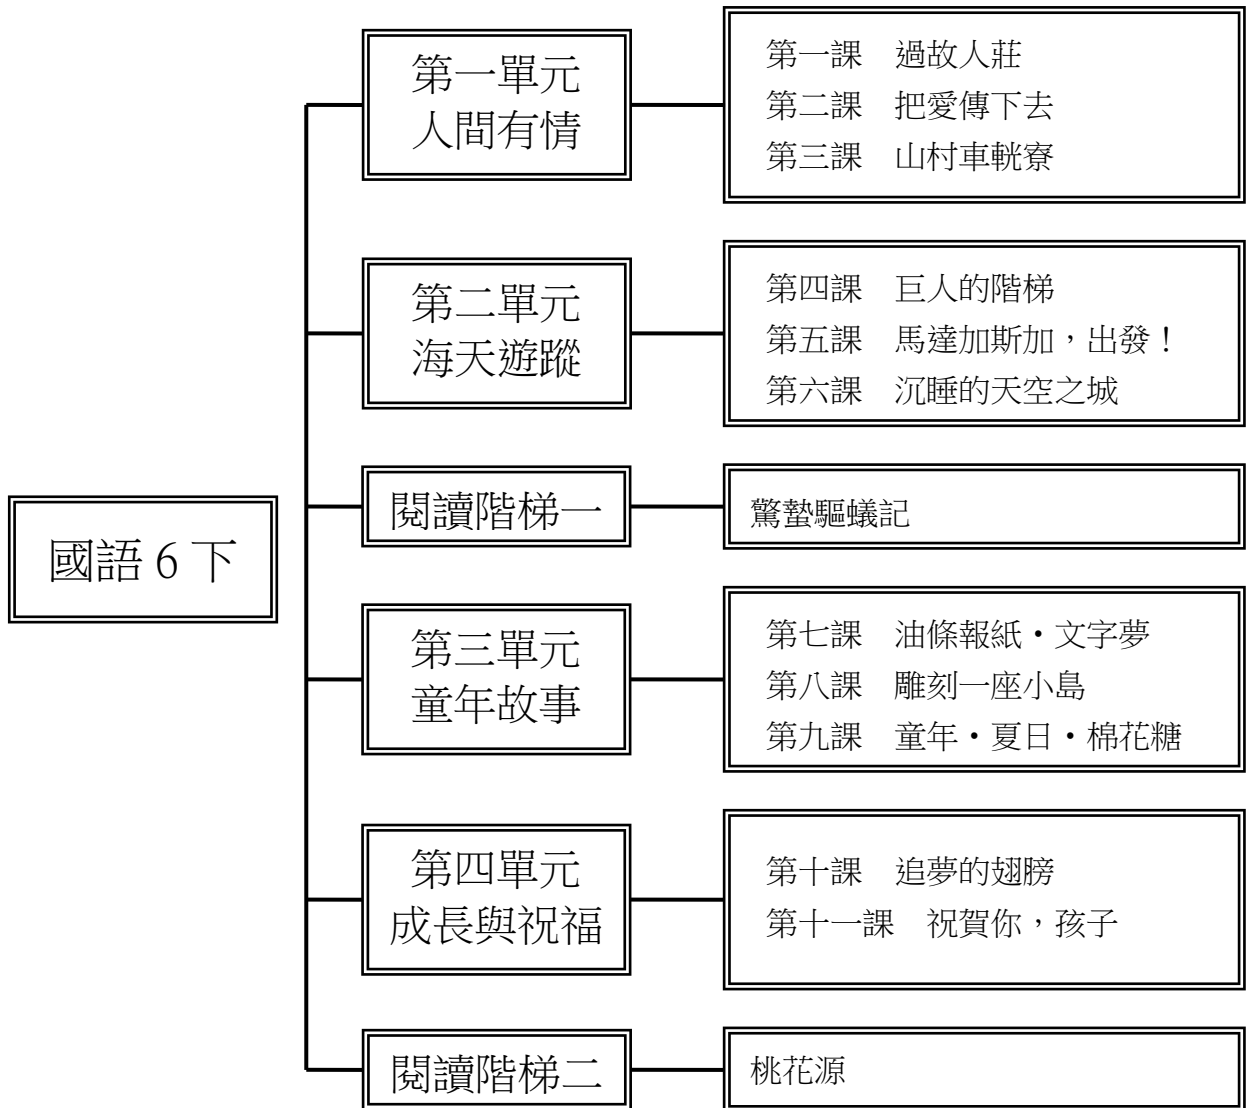 國語 6 下
第一單元
人間有情
第一課　過故人莊
第二課　把愛傳下去
第三課　山村車輄寮
第二單元
海天遊蹤
第四課　巨人的階梯
第五課　馬達加斯加，出發！
第六課　沉睡的天空之城
閱讀階梯一
驚蟄驅蟻記
第三單元
童年故事
第七課　油條報紙・文字夢
第八課　雕刻一座小島
第九課　童年・夏日・棉花糖
第四單元
成長與祝福
第十課　追夢的翅膀
第十一課　祝賀你，孩子
閱讀階梯二
桃花源